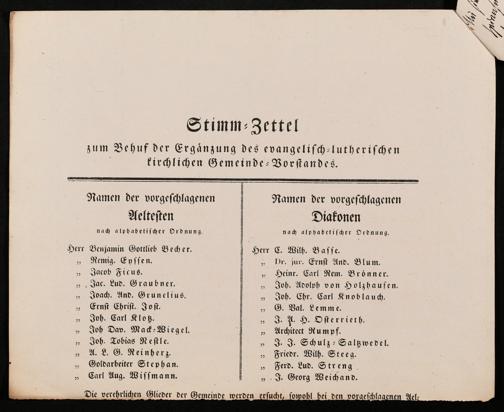 Stimm-Zettel
zum Behuf der Ergänzung des evangelisch-lutherischen
kirchlichen Gemeinde-Vorstandes.
Namen der vorgeschlagenen
Aeltesten
nach alphabetischer Ordnung.
Herr Benjamin Gottlieb Becher.
„ Remig. Eyssen.
„ Jacob Ficus.
„ Jac. Lud. Graubner.
„ Joach. And. Grunelius.
„ Ernst Christ. Jost.
„ Joh. Carl Klotz.
„ Joh Dav. Mack-Wiegel.
„ Joh. Tobias Nestle.
„ A. L. G. Reinherz.
„ Goldarbeiter Stephan.
„ Carl Aug. Wissmann.
Namen der vorgeschlagenen
Diakonen
nach alphabetischer Ordnung.
Herr C. Wilh. Basse.
„ Dr. jur. Ernst And. Blum.
„ Heinr. Carl Rem. Brönner.
„ Joh. Adolph von Holzhausen.
„ Joh. Chr. Carl Knoblauch.
„ G. Val. Lemme.
„ J. A. H. Osterrieth.
„ Architect Rumpf.
„ J. J. Schulz-Saltzwedel.
„ Friedr. Wilh. Steeg.
„ Ferd. Lud. Streng
„ J. Georg Weichand.
Die verehrlichen Glieder der Gemeinde werden ersucht, sowohl bei den vorgeschlagenen Ael-